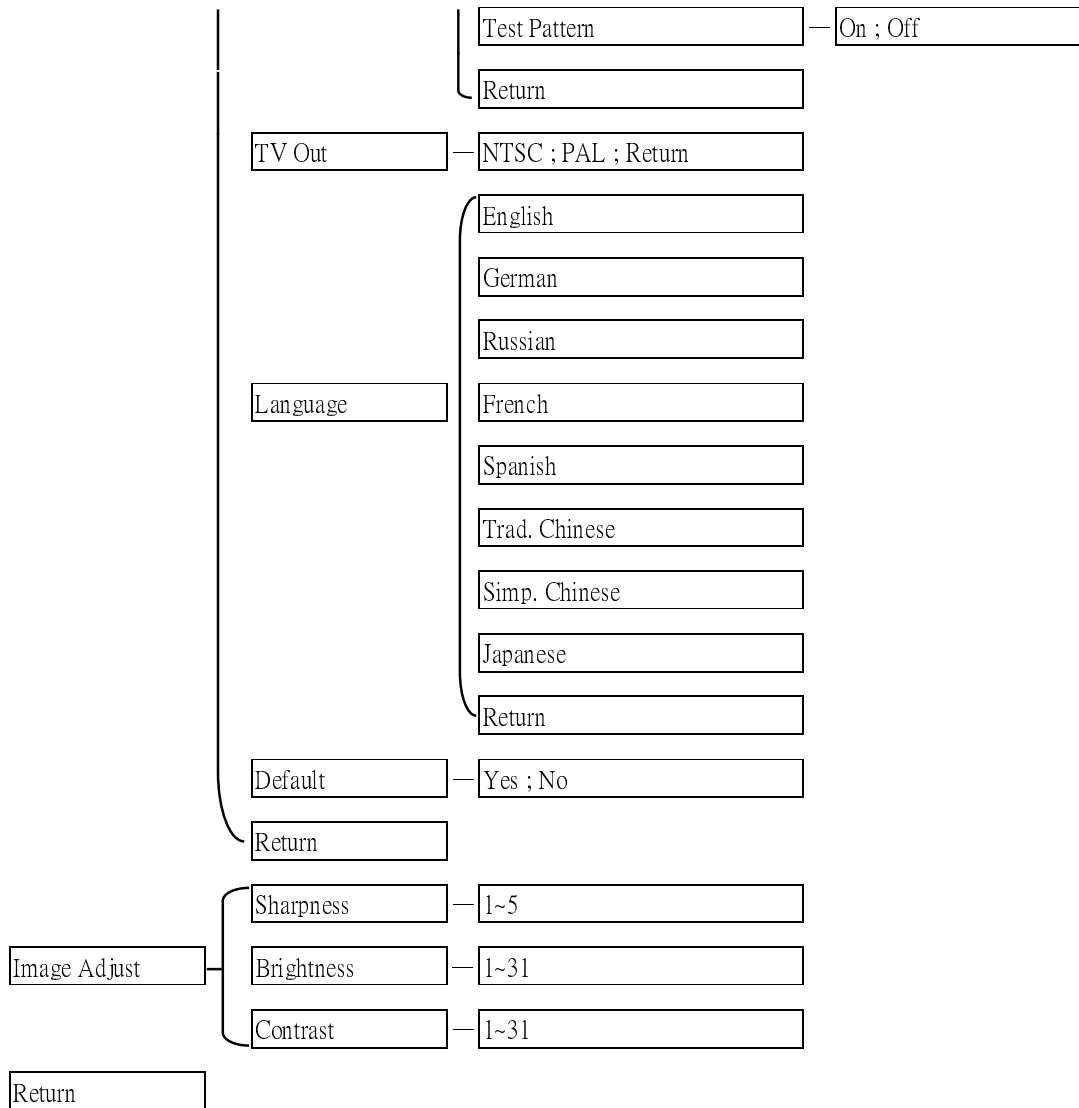 Test Pattern — On ; Off
Return
TV Out — NTSC ; PAL ; Return
English
German
Russian
Language
French
Spanish
Trad. Chinese
Simp. Chinese
Japanese
Return
Default — Yes ; No
Return
Sharpness — 1~5
Image Adjust
Brightness — 1~31
Contrast — 1~31
Return